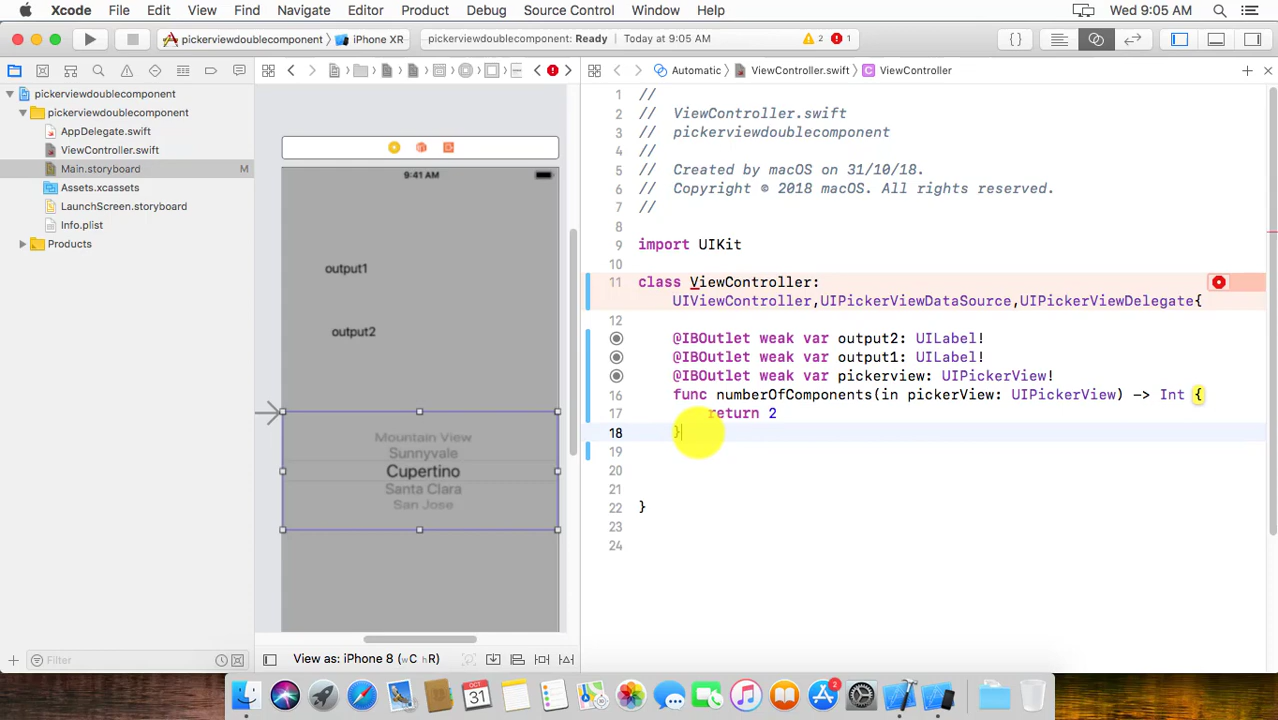 Xcode File Edit View Find Navigate Editor Product Debug Source Control Window Help Wed 9:05 AM
pickerviewdoublecomponent iPhone XR pickerviewdoublecomponent: Ready Today at 9:05 AM 2 1
Automatic ViewController.swift ViewController
pickerviewdoublecomponent
pickerviewdoublecomponent
AppDelegate.swift
ViewController.swift
Main.storyboard M
Assets.xcassets
LaunchScreen.storyboard
Info.plist
Products
9:41 AM
output1
output2
Mountain View
Sunnyvale
Cupertino
Santa Clara
San Jose
1 //
2 // ViewController.swift
3 // pickerviewdoublecomponent
4 //
5 // Created by macOS on 31/10/18.
6 // Copyright © 2018 macOS. All rights reserved.
7 //
8
9 import UIKit
10
11 class ViewController:
UIViewController,UIPickerViewDataSource,UIPickerViewDelegate{
12
@IBOutlet weak var output2: UILabel!
@IBOutlet weak var output1: UILabel!
@IBOutlet weak var pickerview: UIPickerView!
16 func numberOfComponents(in pickerView: UIPickerView) -> Int {
17 return 2
18 }
19
20
21
22 }
23
24
Filter
View as: iPhone 8 (wC hR)
OCT
31
2